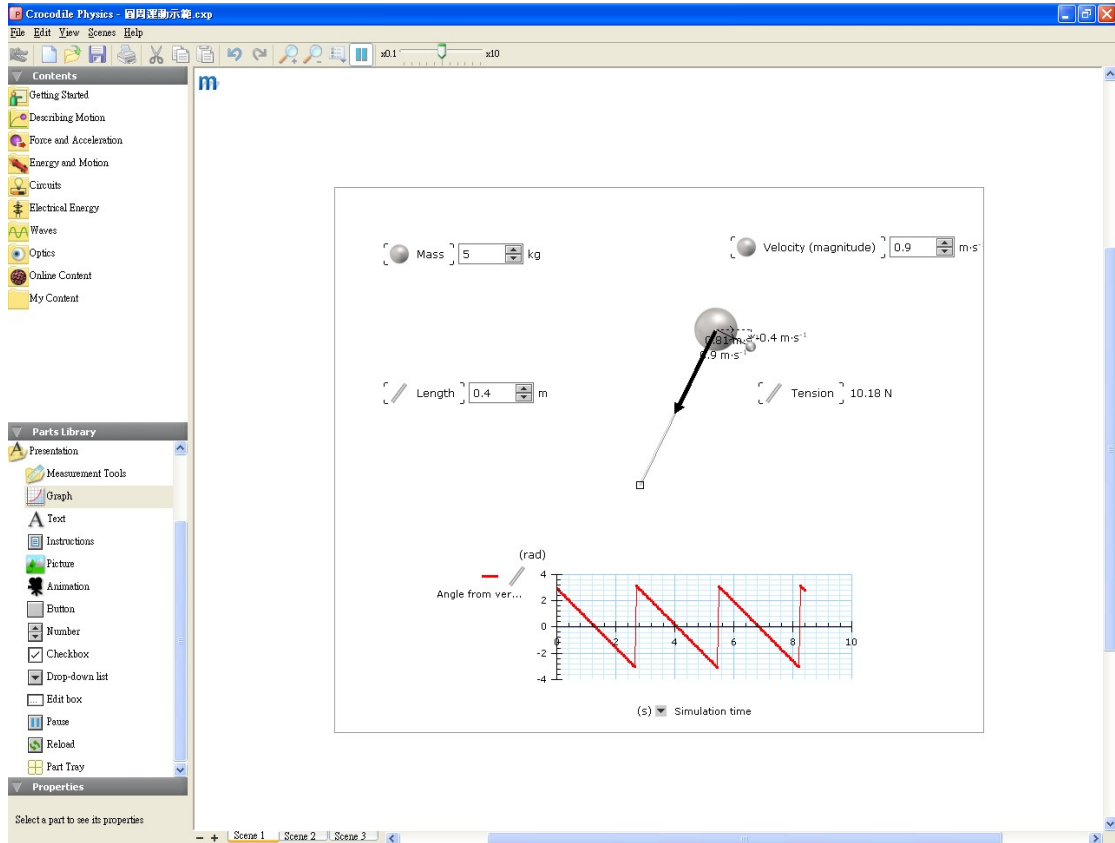 Crocodile Physics - 圓周運動示範.cxp
File Edit View Scenes Help
x0.1 x10
Contents
Getting Started
Describing Motion
Force and Acceleration
Energy and Motion
Circuits
Electrical Energy
Waves
Optics
Online Content
My Content
Parts Library
Presentation
Measurement Tools
Graph
Text
Instructions
Picture
Animation
Button
Number
Checkbox
Drop-down list
Edit box
Pause
Reload
Part Tray
Properties
Select a part to see its properties
m
Mass 5 kg
Velocity (magnitude) 0.9 m·s⁻
0.81 m·s
-0.4 m·s⁻¹
0.9 m·s⁻¹
Length 0.4 m
Tension 10.18 N
(rad)
Angle from ver...
4
2
0
-2
-4
2 4 6 8 10
(s) Simulation time
- + Scene 1 Scene 2 Scene 3